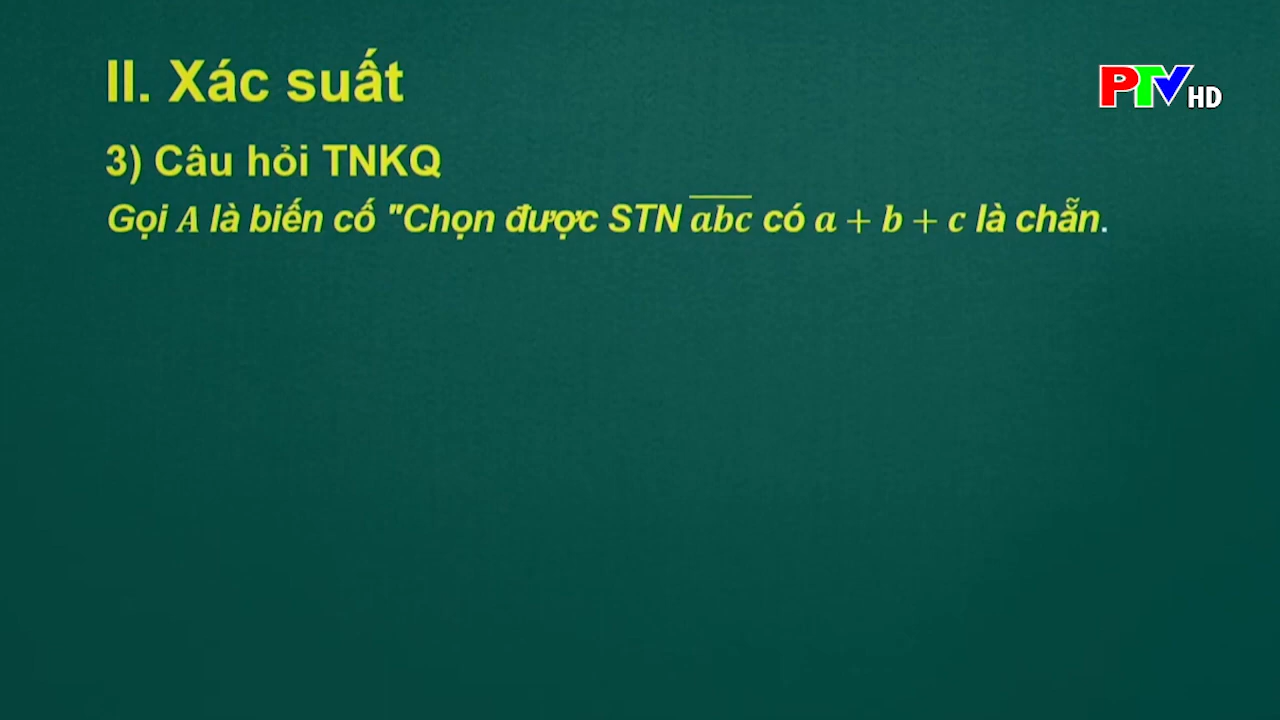 II. Xác suất
PTV HD
3) Câu hỏi TNKQ
Gọi A là biến cố "Chọn được STN \overline{abc} có a + b + c là chẵn.